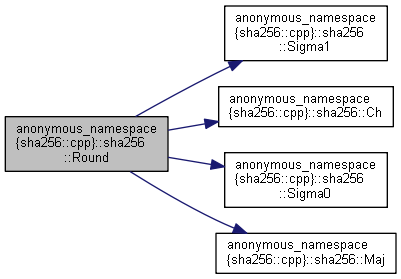 anonymous_namespace
{sha256::cpp}::sha256
::Sigma1
anonymous_namespace
{sha256::cpp}::sha256::Ch
anonymous_namespace
{sha256::cpp}::sha256
::Round
anonymous_namespace
{sha256::cpp}::sha256
::Sigma0
anonymous_namespace
{sha256::cpp}::sha256::Maj